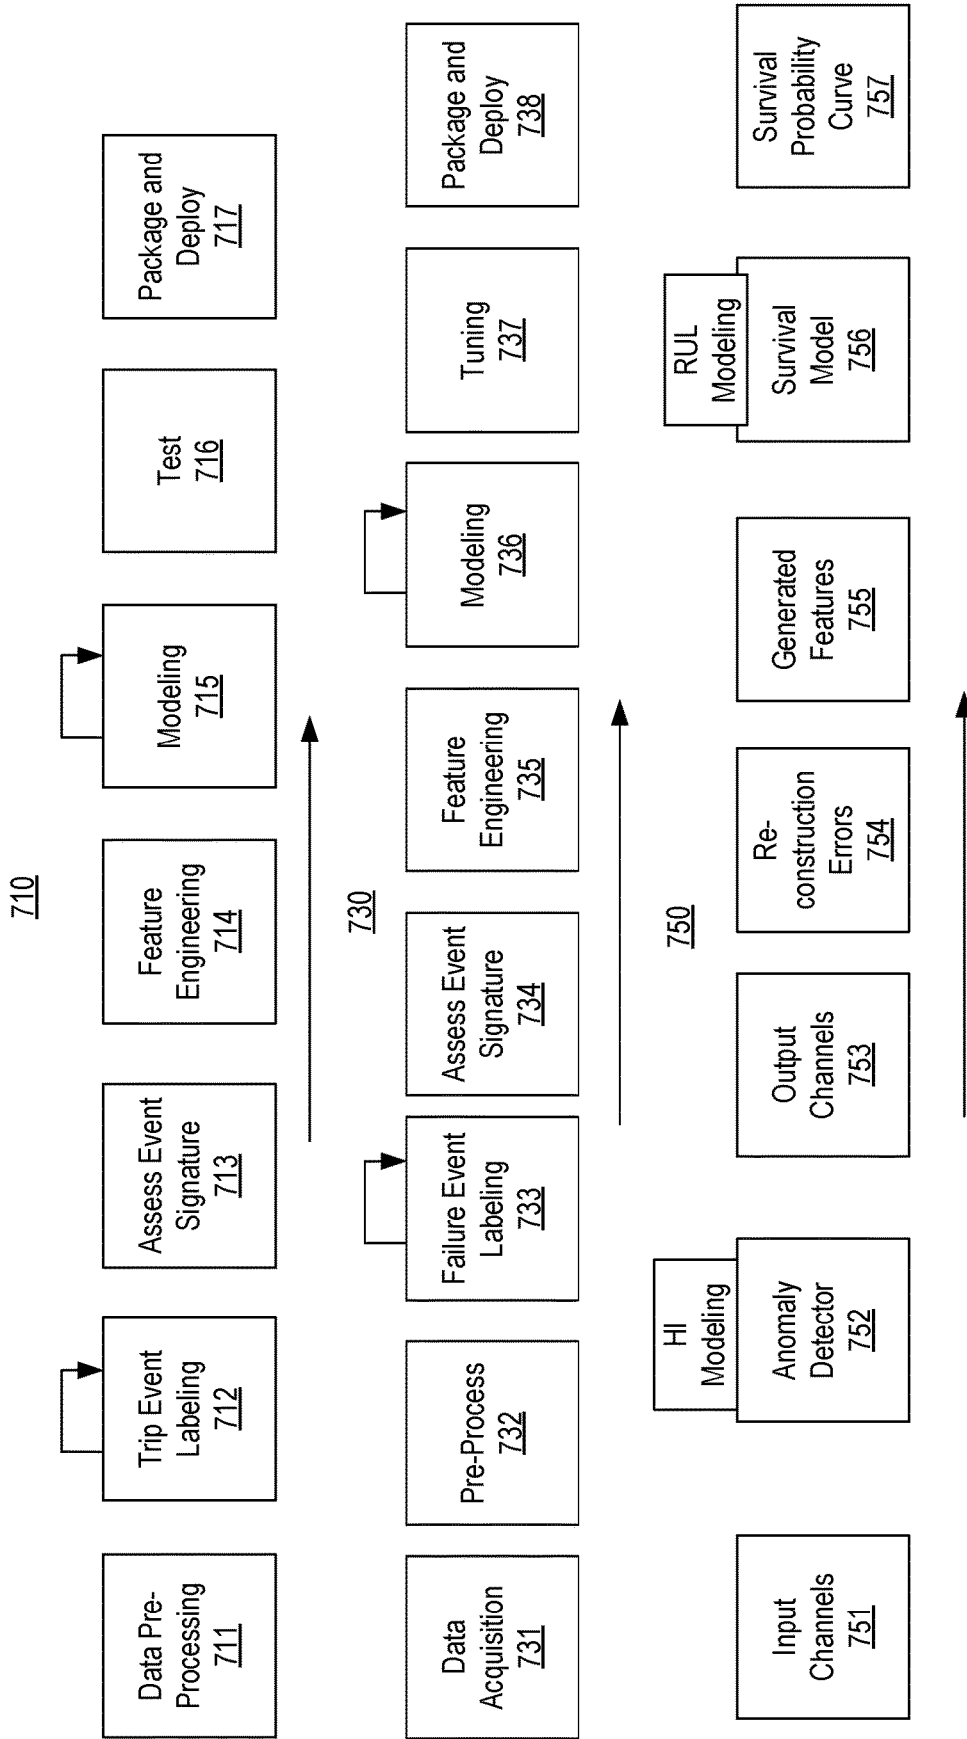 710
Data Pre-
Processing
711
Trip Event
Labeling
712
Assess Event
Signature
713
Feature
Engineering
714
Modeling
715
Test
716
Package and
Deploy
717
730
Data
Acquisition
731
Pre-Process
732
Failure Event
Labeling
733
Assess Event
Signature
734
Feature
Engineering
735
Modeling
736
Tuning
737
Package and
Deploy
738
750
Input
Channels
751
HI
Modeling
Anomaly
Detector
752
Output
Channels
753
Re-
construction
Errors
754
Generated
Features
755
RUL
Modeling
Survival
Model
756
Survival
Probability
Curve
757